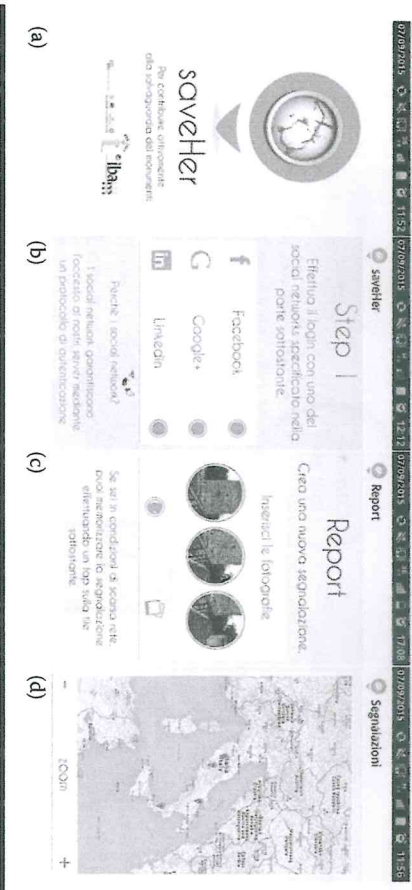 07/09/2015 11:52
saveHer
Per contribuire attivamente
alla salvaguardia dei monumenti
ibam
(a)
07/09/2015 12:12
saveHer
Step 1
Effettua il login con uno dei
social networks specificato nella
parte sottostante.
Facebook
Google+
Linkedin
Perchè i social network?
I social network garantiscono
l'accesso ai nostri server mediante
un protocollo di autenticazione
(b)
07/09/2015 17:08
Report
Report
Crea una nuova segnalazione.
Inserisci le fotografie
Se sei in condizioni di scarsa rete
puoi memorizzare la segnalazione
effettuando un tap sulla file
sottostante.
(c)
07/09/2015 11:56
Segnalazioni
- zoom +
(d)